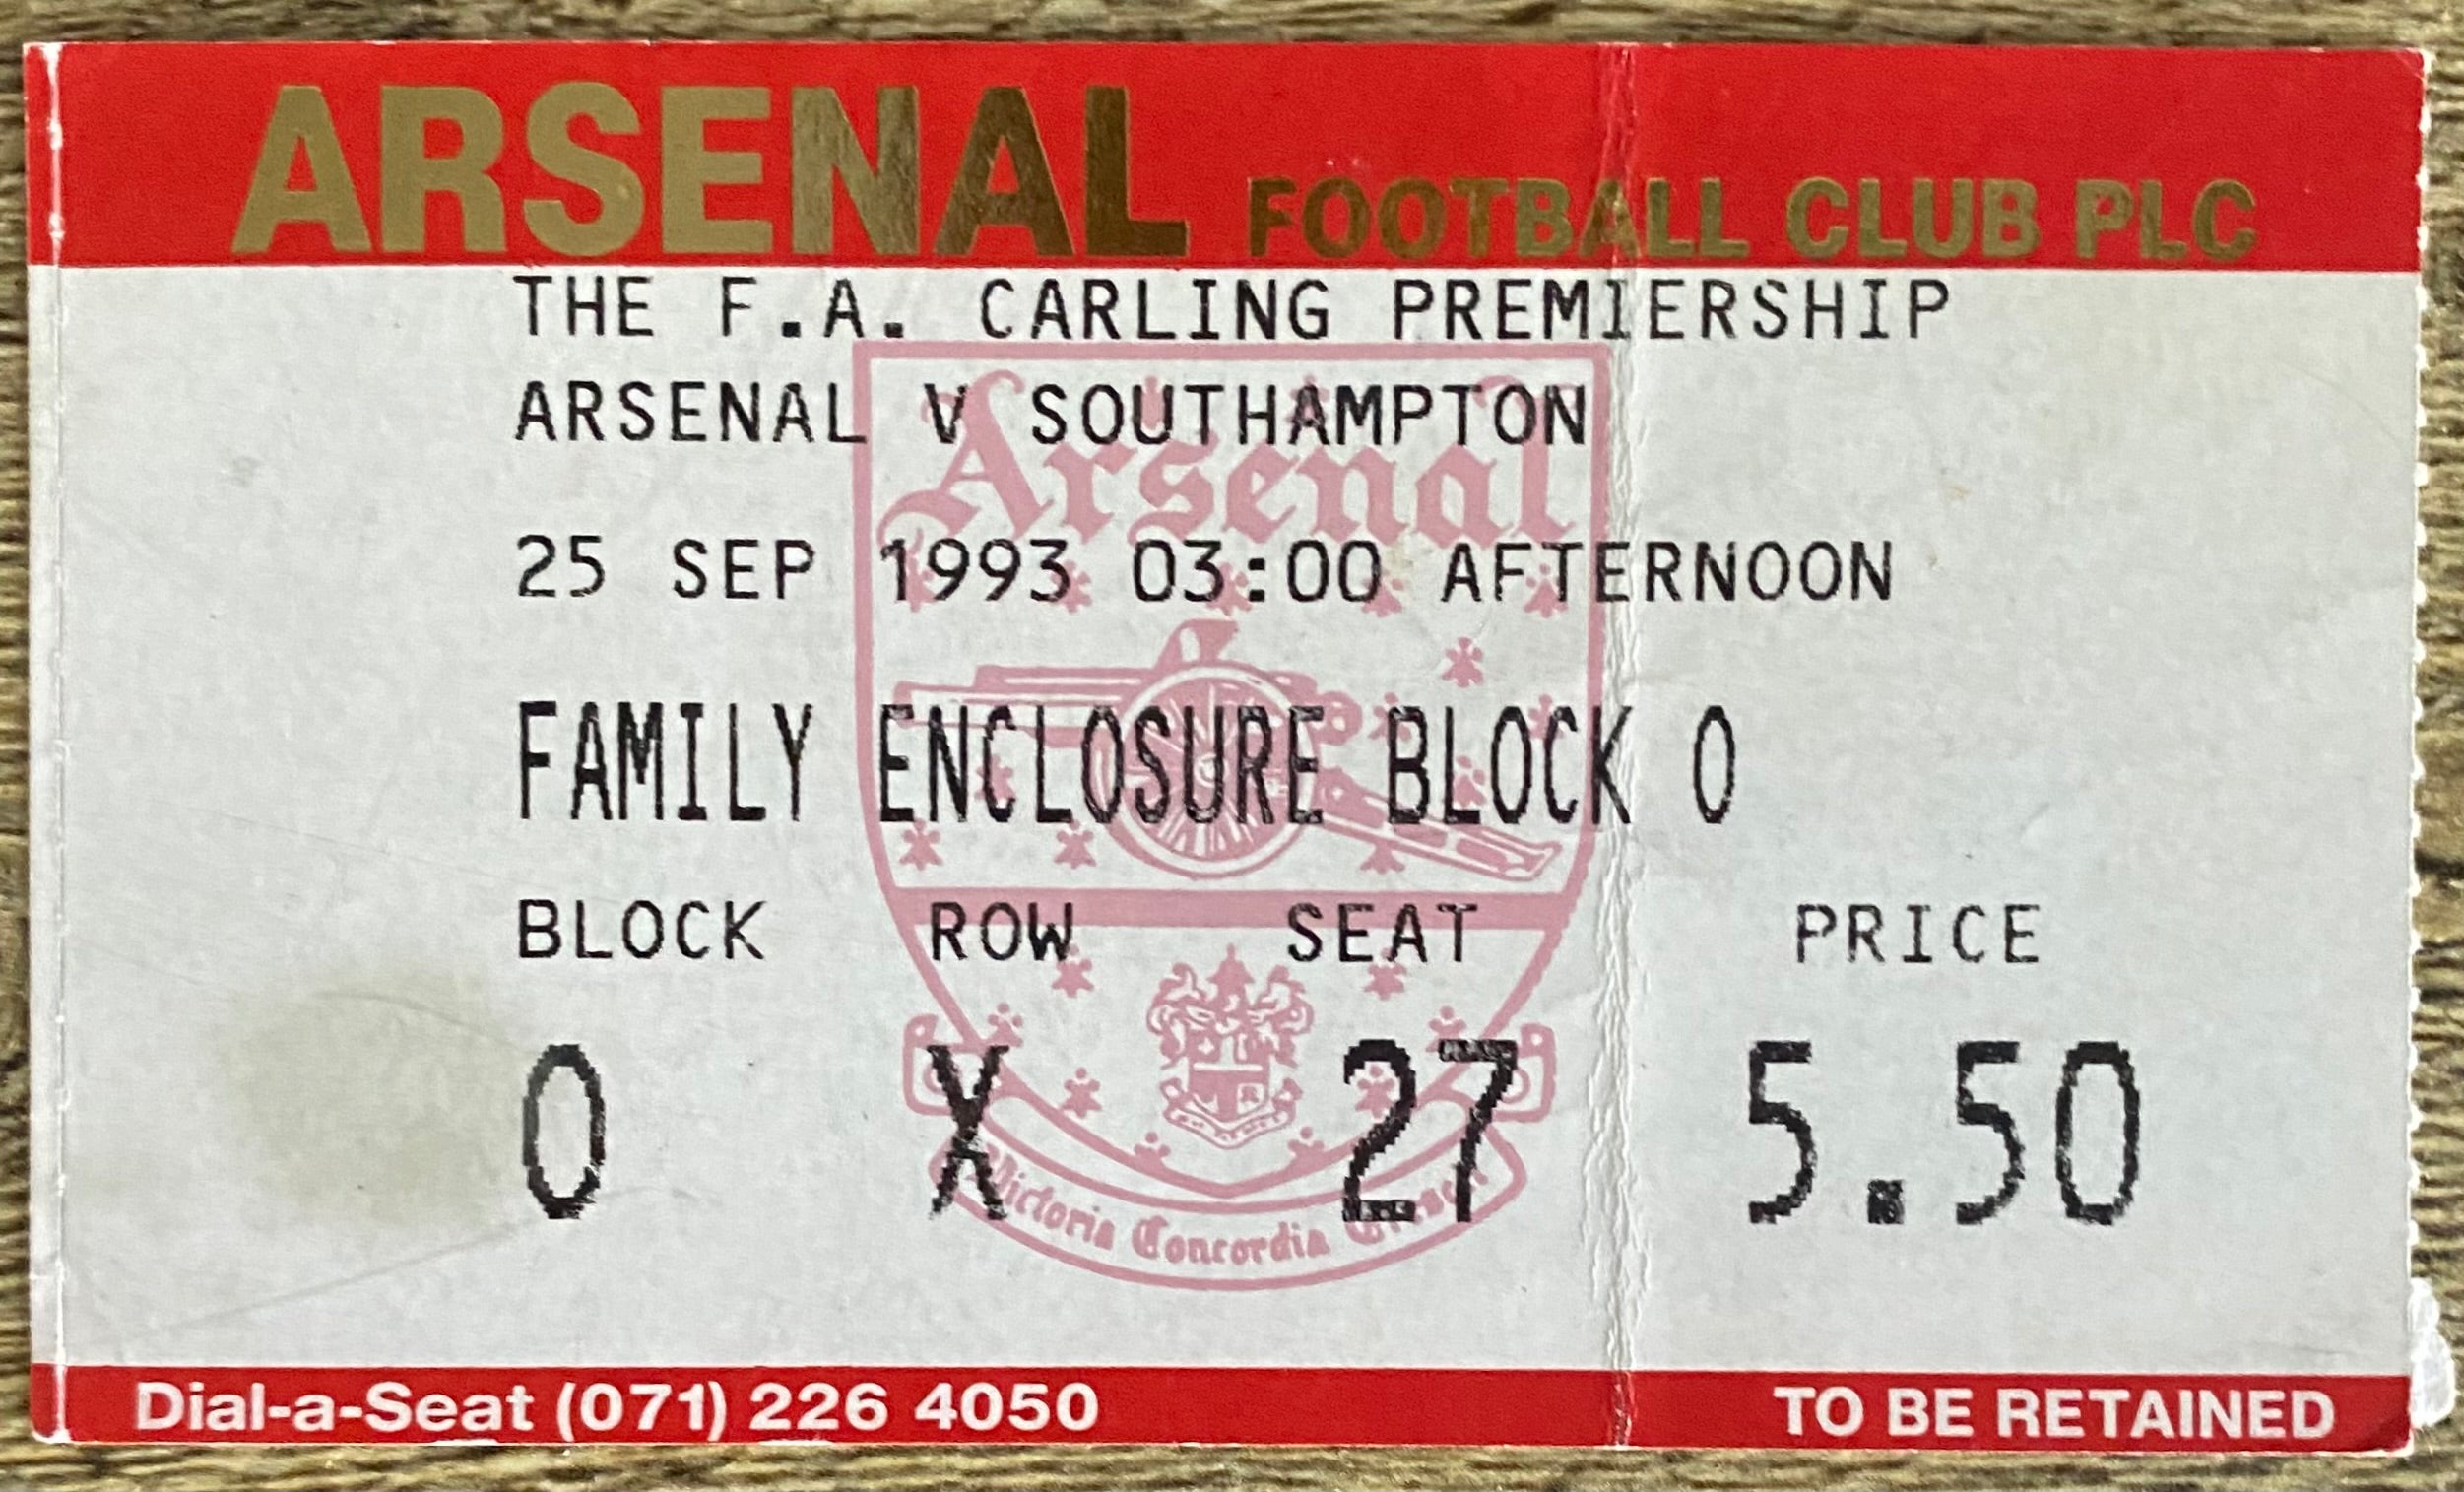 ARSENAL FOOTBALL CLUB PLC
THE F.A. CARLING PREMIERSHIP
ARSENAL V SOUTHAMPTON
Arsenal
25 SEP 1993 03:00 AFTERNOON
FAMILY ENCLOSURE BLOCK O
BLOCK ROW SEAT PRICE
O X 27 5.50
Victoria Concordia Crescit
Dial-a-Seat (071) 226 4050 TO BE RETAINED